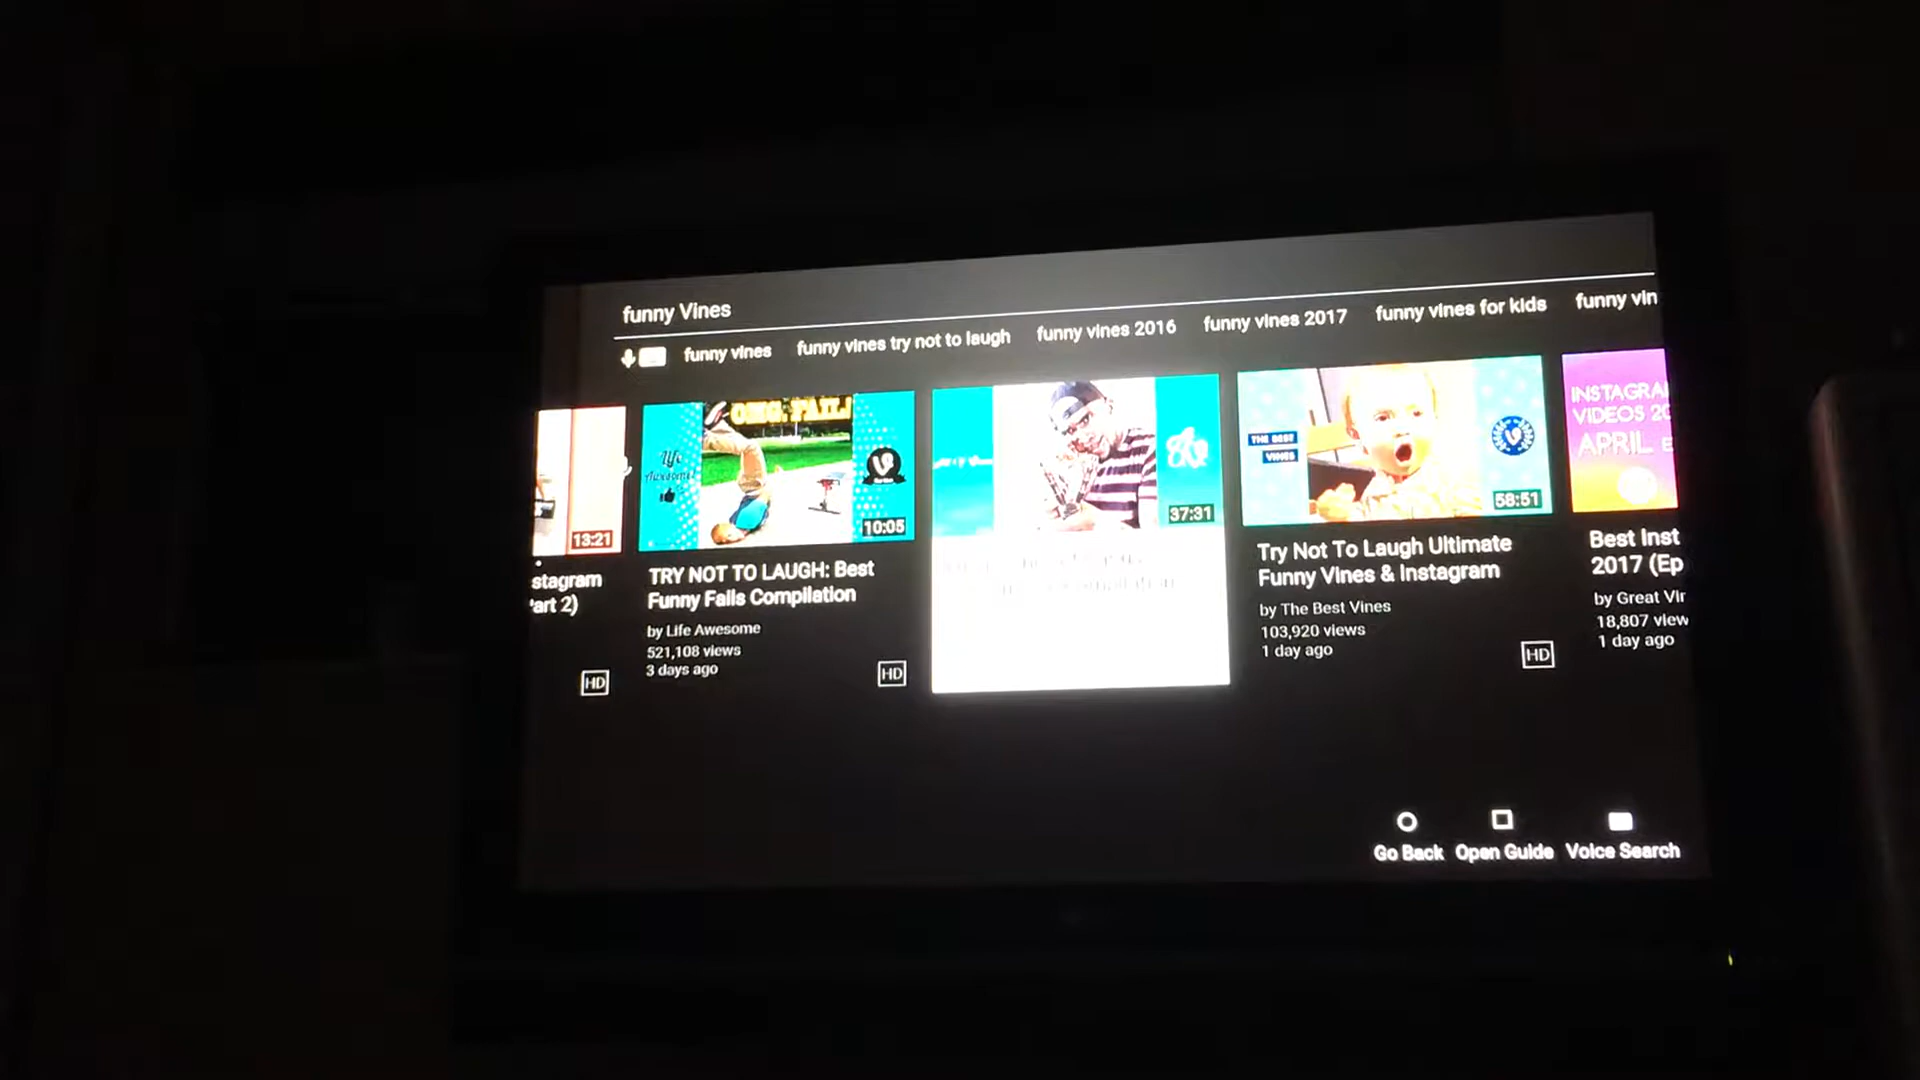 funny Vines
funny vines
funny vines try not to laugh
funny vines 2016
funny vines 2017
funny vines for kids
funny vin
13:21
stagram
art 2)
HD
OMG, FAIL!
Life
Awesome!
10:05
TRY NOT TO LAUGH: Best
Funny Fails Compilation
by Life Awesome
521,108 views
3 days ago
HD
37:31
THE BEST
VINES
58:51
Try Not To Laugh Ultimate
Funny Vines & Instagram
by The Best Vines
103,920 views
1 day ago
HD
INSTAGRA
VIDEOS 20
APRIL
Best Inst
2017 (Ep
by Great Vir
18,807 view
1 day ago
Go Back
Open Guide
Voice Search